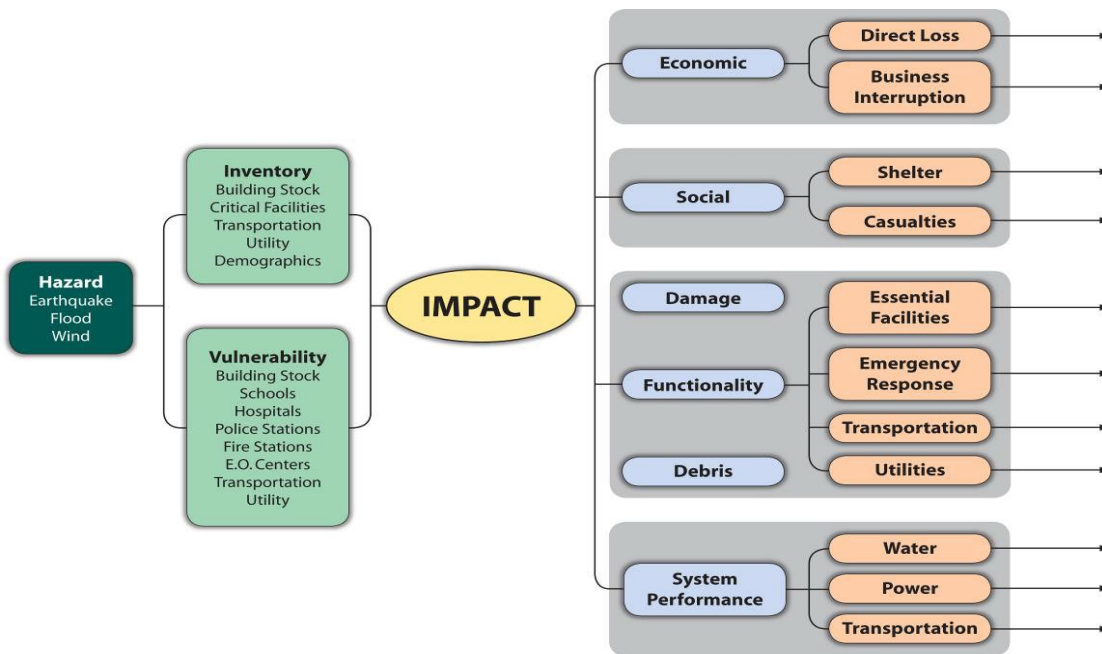 Hazard
Earthquake
Flood
Wind
Inventory
Building Stock
Critical Facilities
Transportation
Utility
Demographics
Vulnerability
Building Stock
Schools
Hospitals
Police Stations
Fire Stations
E.O. Centers
Transportation
Utility
IMPACT
Economic
Direct Loss
Business
Interruption
Social
Shelter
Casualties
Damage
Functionality
Debris
Essential
Facilities
Emergency
Response
Transportation
Utilities
System
Performance
Water
Power
Transportation